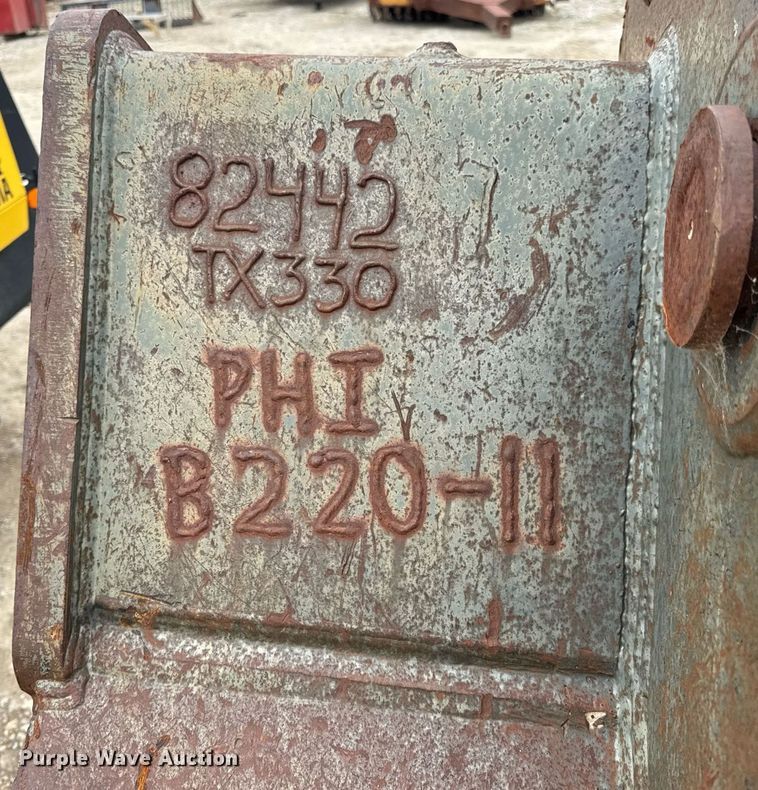 82442
TX330
PHI
B220-11
Purple Wave Auction